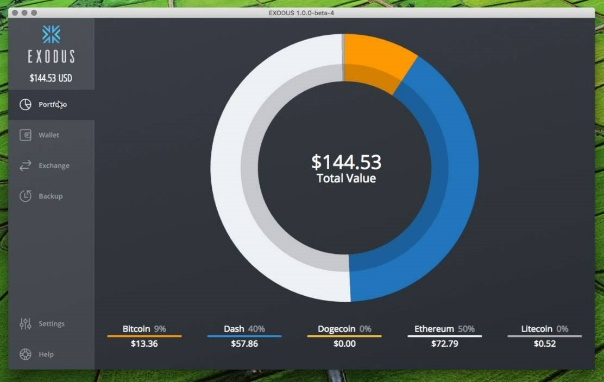 EXODUS 1.0.0-beta-4
EXODUS
$144.53 USD
Portfolio
Wallet
Exchange
Backup
Settings
Help
$144.53
Total Value
Bitcoin 9%
$13.36
Dash 40%
$57.86
Dogecoin 0%
$0.00
Ethereum 50%
$72.79
Litecoin 0%
$0.52